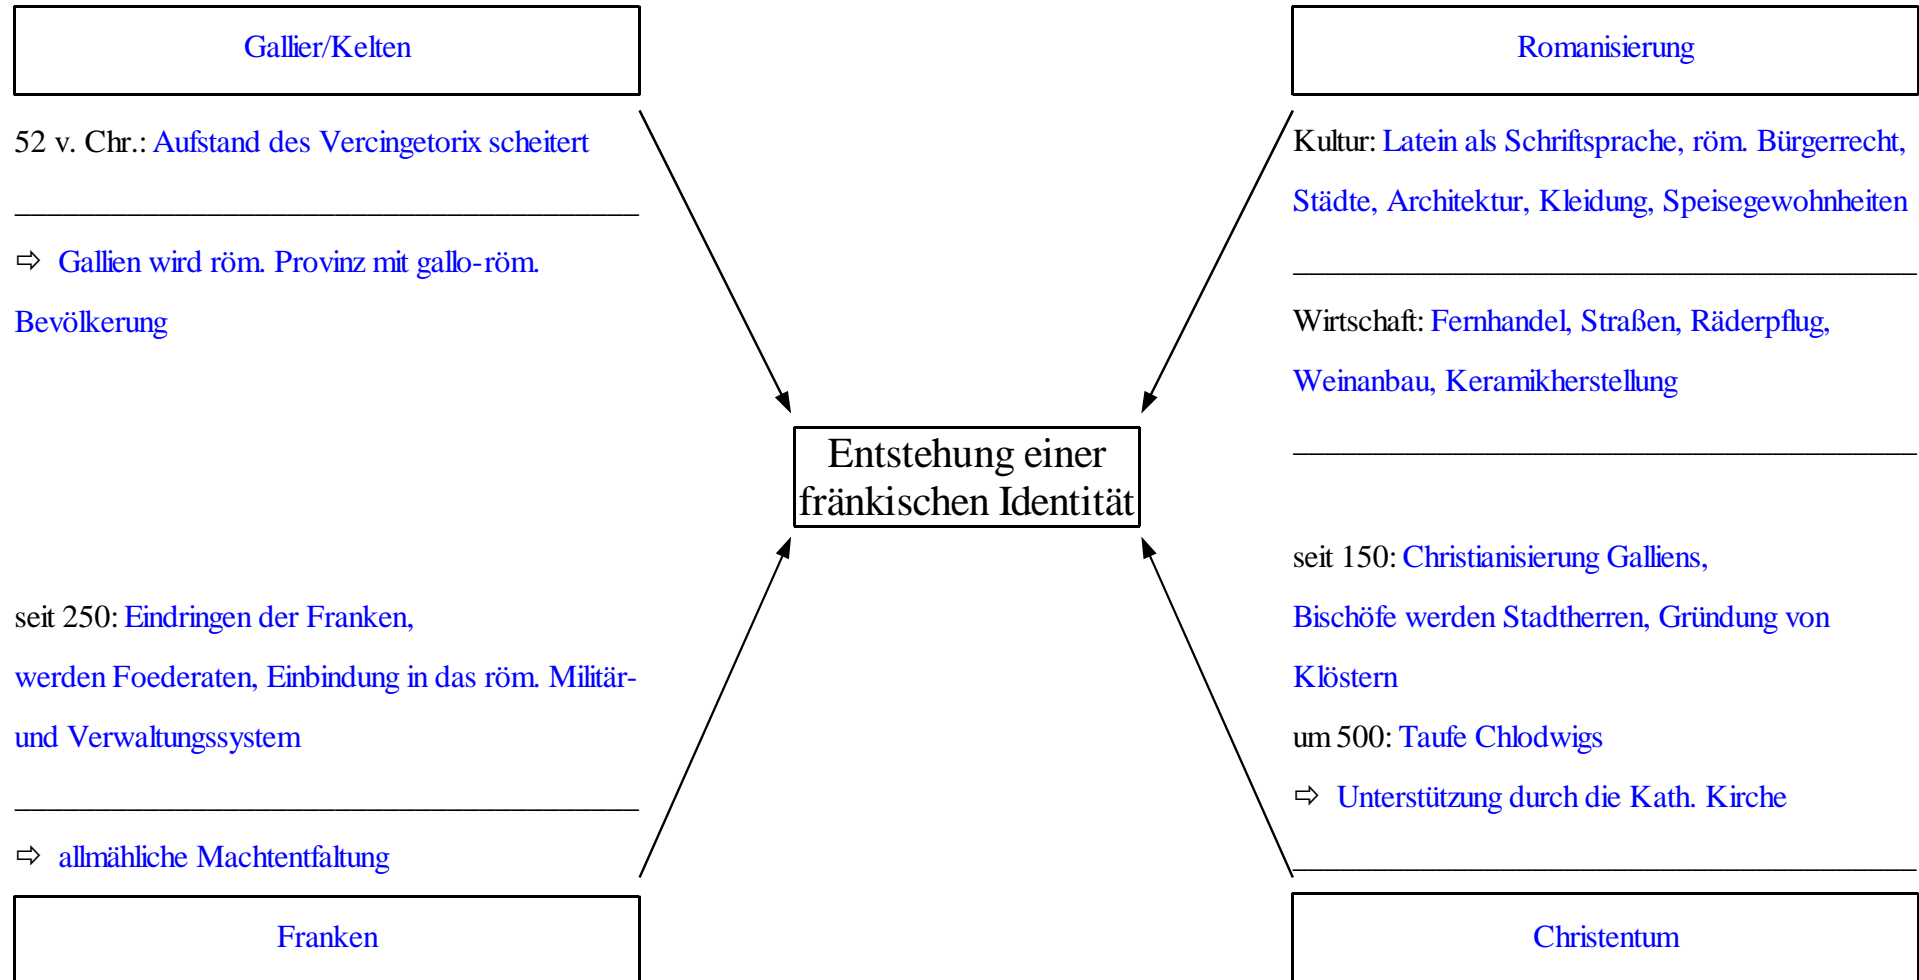 Gallier/Kelten
52 v. Chr.: Aufstand des Vercingetorix scheitert
⇨ Gallien wird röm. Provinz mit gallo-röm.
Bevölkerung
Romanisierung
Kultur: Latein als Schriftsprache, röm. Bürgerrecht,
Städte, Architektur, Kleidung, Speisegewohnheiten
Wirtschaft: Fernhandel, Straßen, Räderpflug,
Weinanbau, Keramikherstellung
Entstehung einer
fränkischen Identität
seit 250: Eindringen der Franken,
werden Foederaten, Einbindung in das röm. Militär-
und Verwaltungssystem
⇨ allmähliche Machtentfaltung
Franken
seit 150: Christianisierung Galliens,
Bischöfe werden Stadtherren, Gründung von
Klöstern
um 500: Taufe Chlodwigs
⇨ Unterstützung durch die Kath. Kirche
Christentum